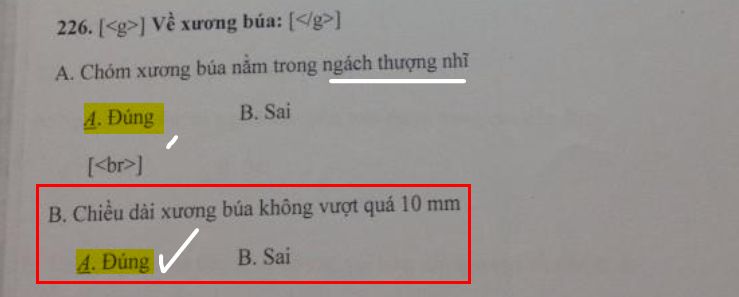 226. [<g>] Về xương búa: [</g>]
A. Chóm xương búa nằm trong ngách thượng nhĩ
A. Đúng B. Sai
[<br>]
B. Chiều dài xương búa không vượt quá 10 mm
A. Đúng B. Sai